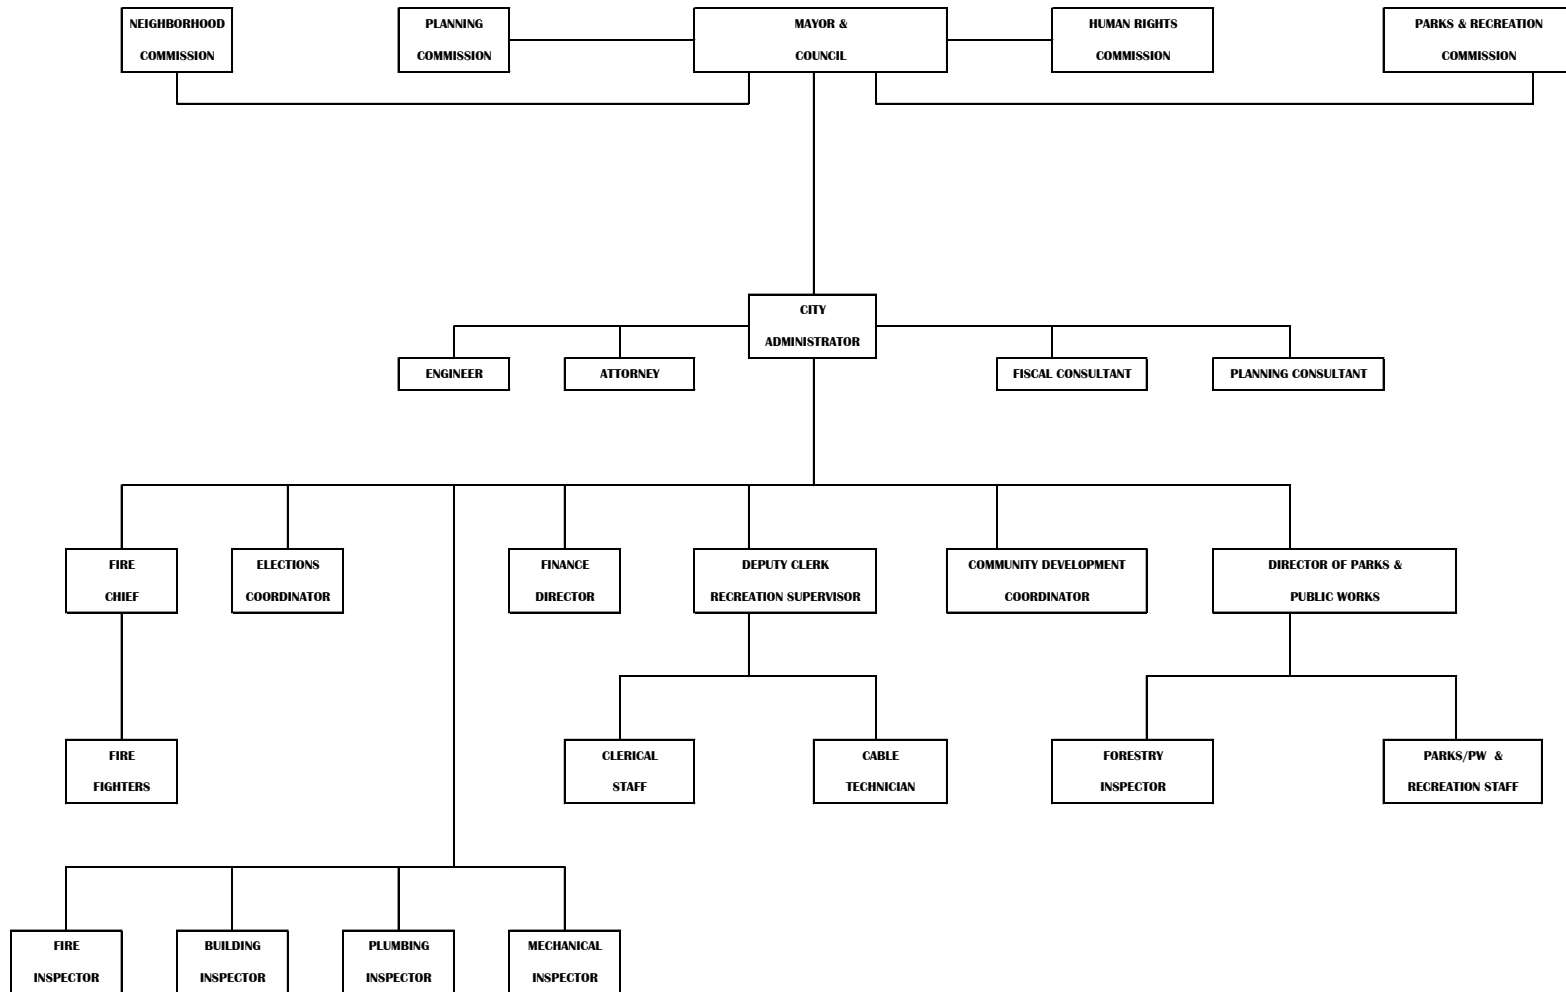 NEIGHBORHOOD
COMMISSION
PLANNING
COMMISSION
MAYOR &
COUNCIL
HUMAN RIGHTS
COMMISSION
PARKS & RECREATION
COMMISSION
CITY
ADMINISTRATOR
ENGINEER
ATTORNEY
FISCAL CONSULTANT
PLANNING CONSULTANT
FIRE
CHIEF
ELECTIONS
COORDINATOR
FINANCE
DIRECTOR
DEPUTY CLERK
RECREATION SUPERVISOR
COMMUNITY DEVELOPMENT
COORDINATOR
DIRECTOR OF PARKS &
PUBLIC WORKS
FIRE
FIGHTERS
CLERICAL
STAFF
CABLE
TECHNICIAN
FORESTRY
INSPECTOR
PARKS/PW &
RECREATION STAFF
FIRE
INSPECTOR
BUILDING
INSPECTOR
PLUMBING
INSPECTOR
MECHANICAL
INSPECTOR